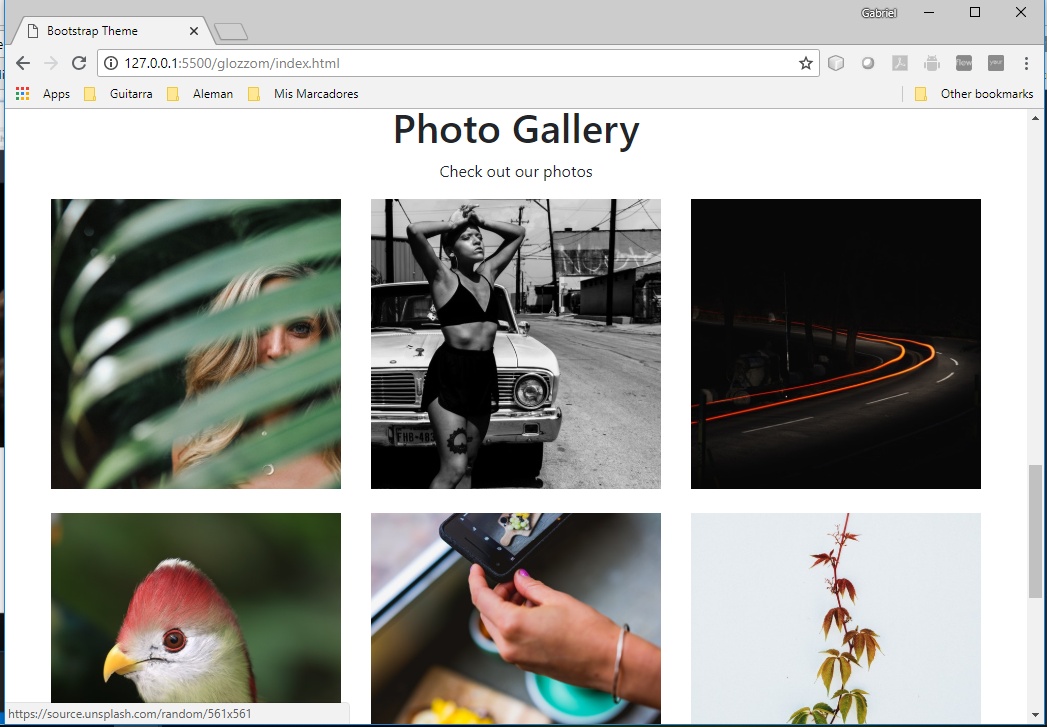 Gabriel
Bootstrap Theme
127.0.0.1:5500/glozzom/index.html
Apps Guitarra Aleman Mis Marcadores Other bookmarks
Photo Gallery
Check out our photos
https://source.unsplash.com/random/561x561